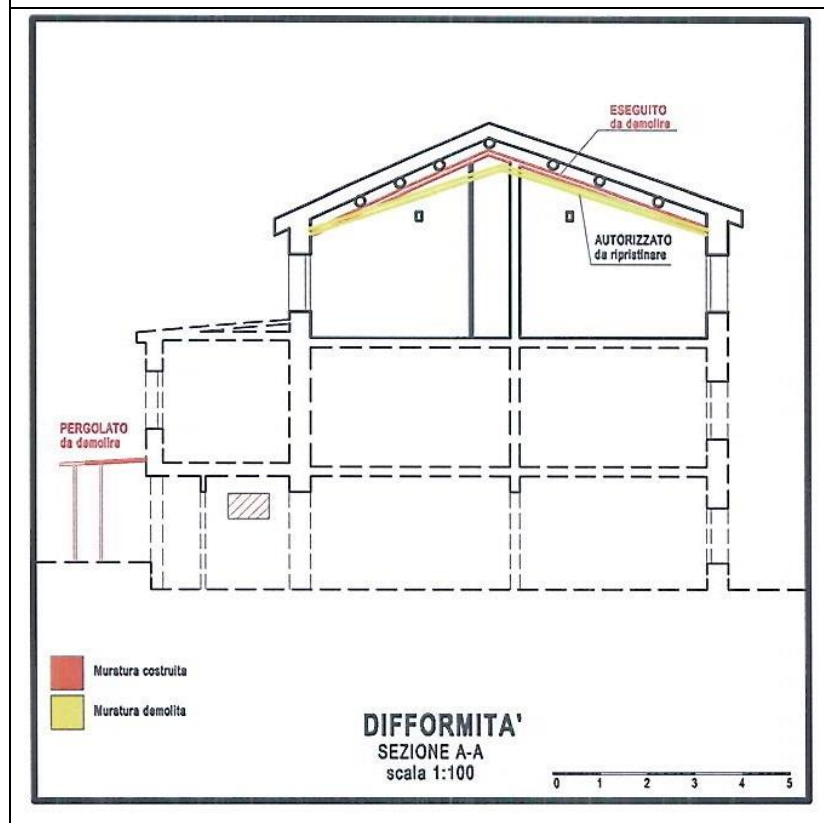 ESEGUITO
da demolire
AUTORIZZATO
da ripristinare
PERGOLATO
da demolire
Muratura costruita
Muratura demolita
DIFFORMITA'
SEZIONE A-A
scala 1:100
0 1 2 3 4 5